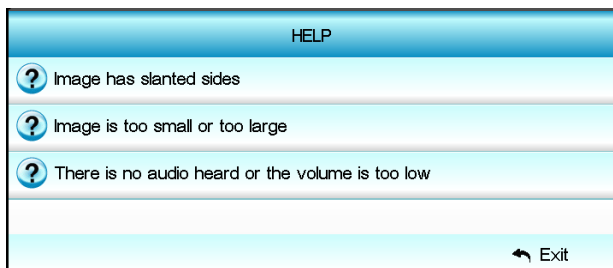 HELP
Image has slanted sides
Image is too small or too large
There is no audio heard or the volume is too low
Exit